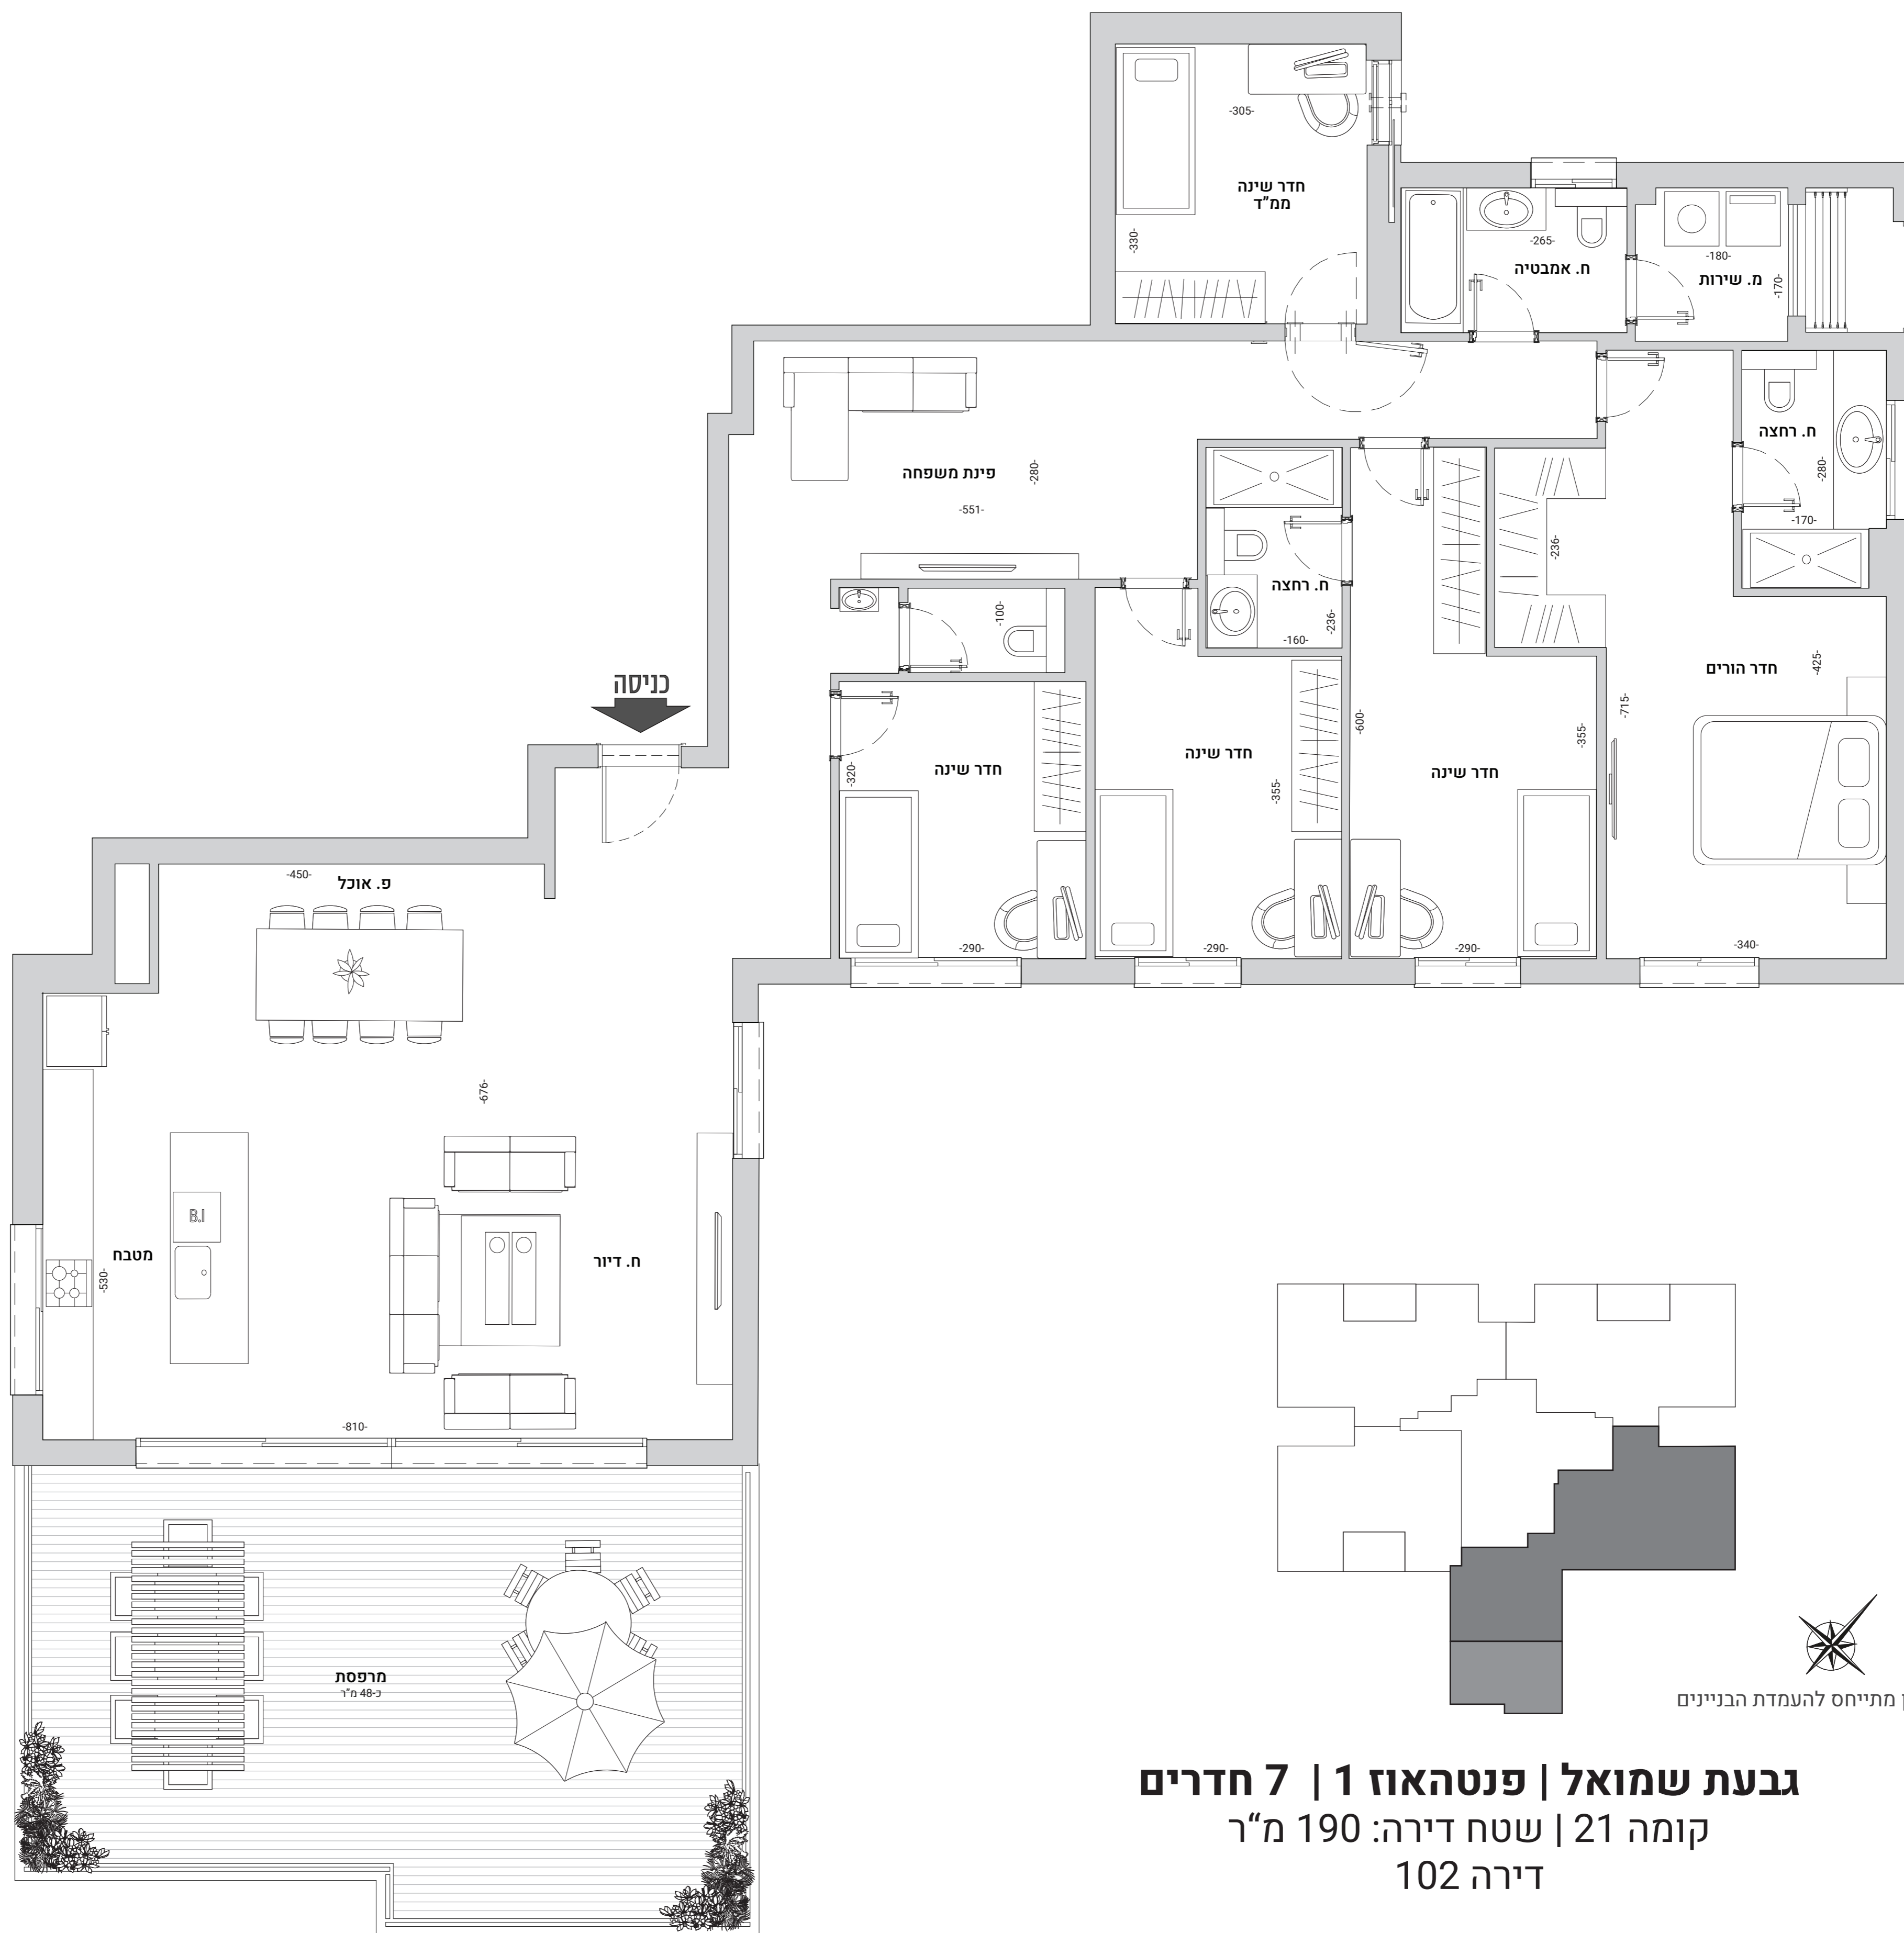 -305-
חדר שינה
ממ"ד
-330-
-265-
ח. אמבטיה
-180-
מ. שירות
-170-
פינת משפחה
-280-
-551-
ח. רחצה
-280-
-170-
-236-
-100-
ח. רחצה
-236-
-160-
חדר הורים
-425-
-715-
כניסה
-320-
חדר שינה
-290-
חדר שינה
-355-
-290-
-600-
חדר שינה
-355-
-290-
-340-
-450-
פ. אוכל
-676-
B.I
מטבח
-530-
ח. דיור
-810-
מרפסת
כ-48 מ"ר
מתייחס להעמדת הבניינים
גבעת שמואל | פנטהאוז 1 | 7 חדרים
קומה 21 | שטח דירה: 190 מ"ר
דירה 102